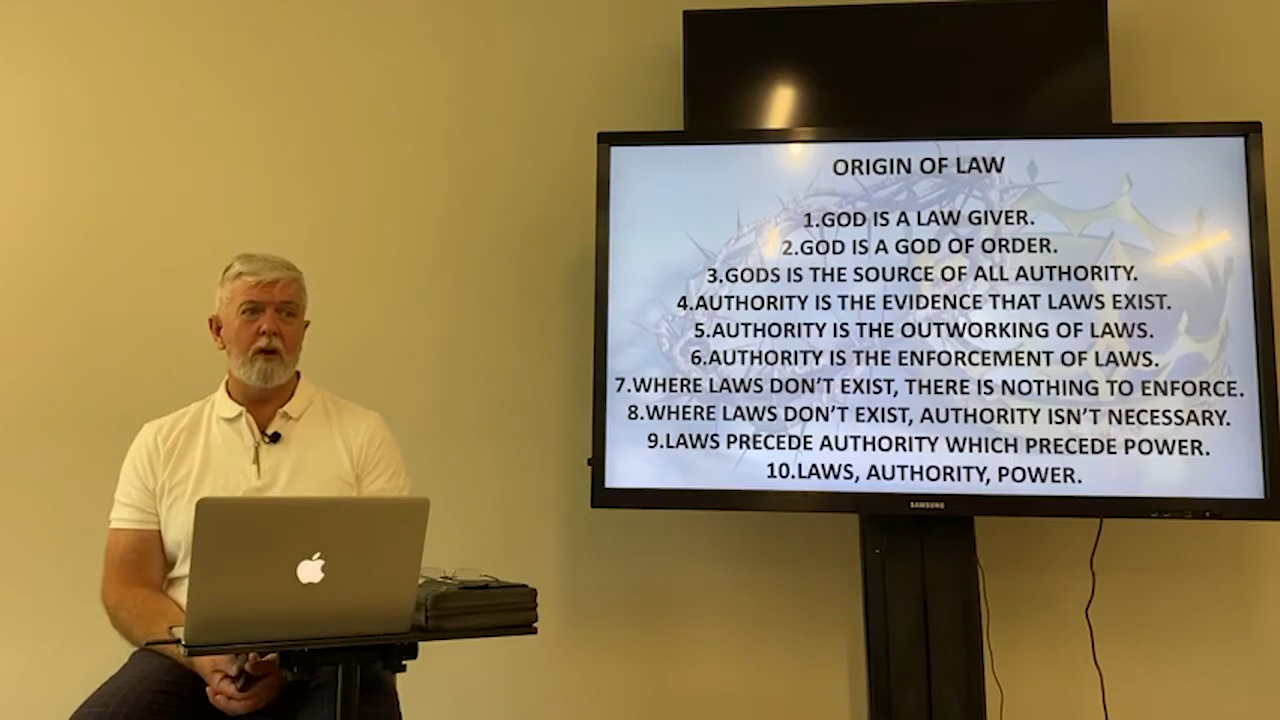 ORIGIN OF LAW
1.GOD IS A LAW GIVER.
2.GOD IS A GOD OF ORDER.
3.GODS IS THE SOURCE OF ALL AUTHORITY.
4.AUTHORITY IS THE EVIDENCE THAT LAWS EXIST.
5.AUTHORITY IS THE OUTWORKING OF LAWS.
6.AUTHORITY IS THE ENFORCEMENT OF LAWS.
7.WHERE LAWS DON'T EXIST, THERE IS NOTHING TO ENFORCE.
8.WHERE LAWS DON'T EXIST, AUTHORITY ISN'T NECESSARY.
9.LAWS PRECEDE AUTHORITY WHICH PRECEDE POWER.
10.LAWS, AUTHORITY, POWER.
SAMSUNG